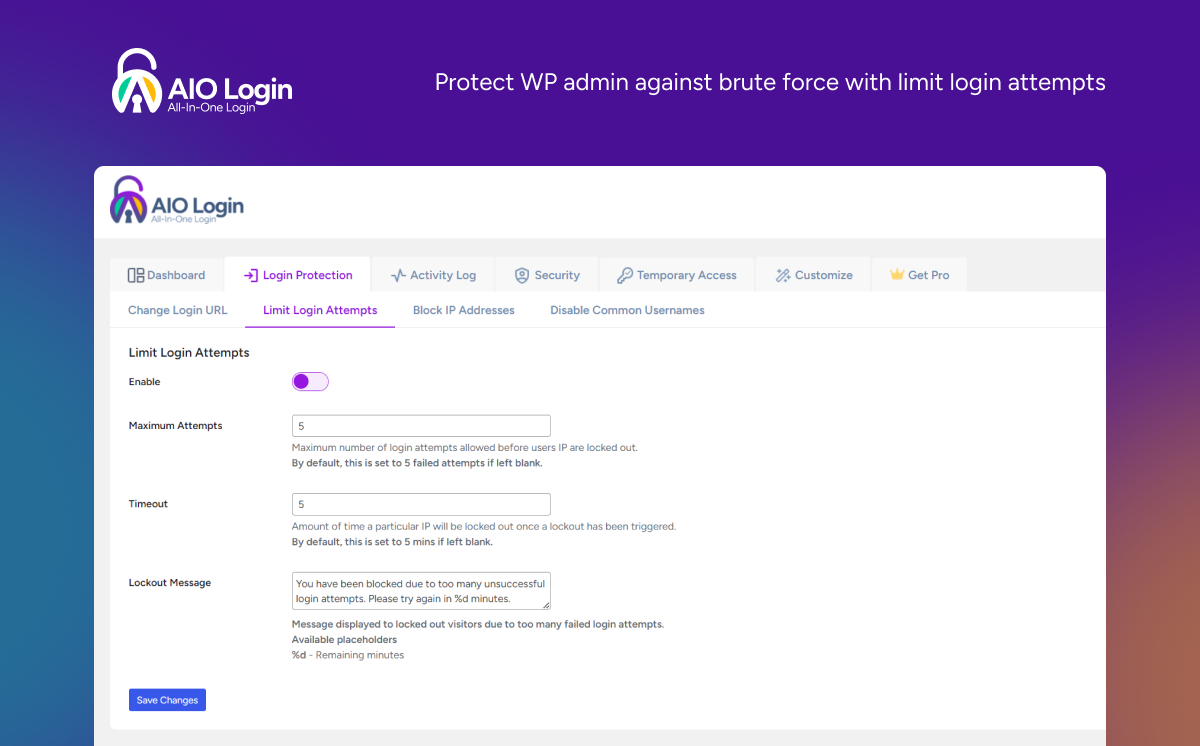 AIO Login
All-In-One Login
Protect WP admin against brute force with limit login attempts
AIO Login
All-In-One Login
Dashboard
Login Protection
Activity Log
Security
Temporary Access
Customize
Get Pro
Change Login URL
Limit Login Attempts
Block IP Addresses
Disable Common Usernames
Limit Login Attempts
Enable
Maximum Attempts
5
Maximum number of login attempts allowed before users IP are locked out.
By default, this is set to 5 failed attempts if left blank.
Timeout
5
Amount of time a particular IP will be locked out once a lockout has been triggered.
By default, this is set to 5 mins if left blank.
Lockout Message
You have been blocked due to too many unsuccessful
login attempts. Please try again in %d minutes.
Message displayed to locked out visitors due to too many failed login attempts.
Available placeholders
%d - Remaining minutes
Save Changes